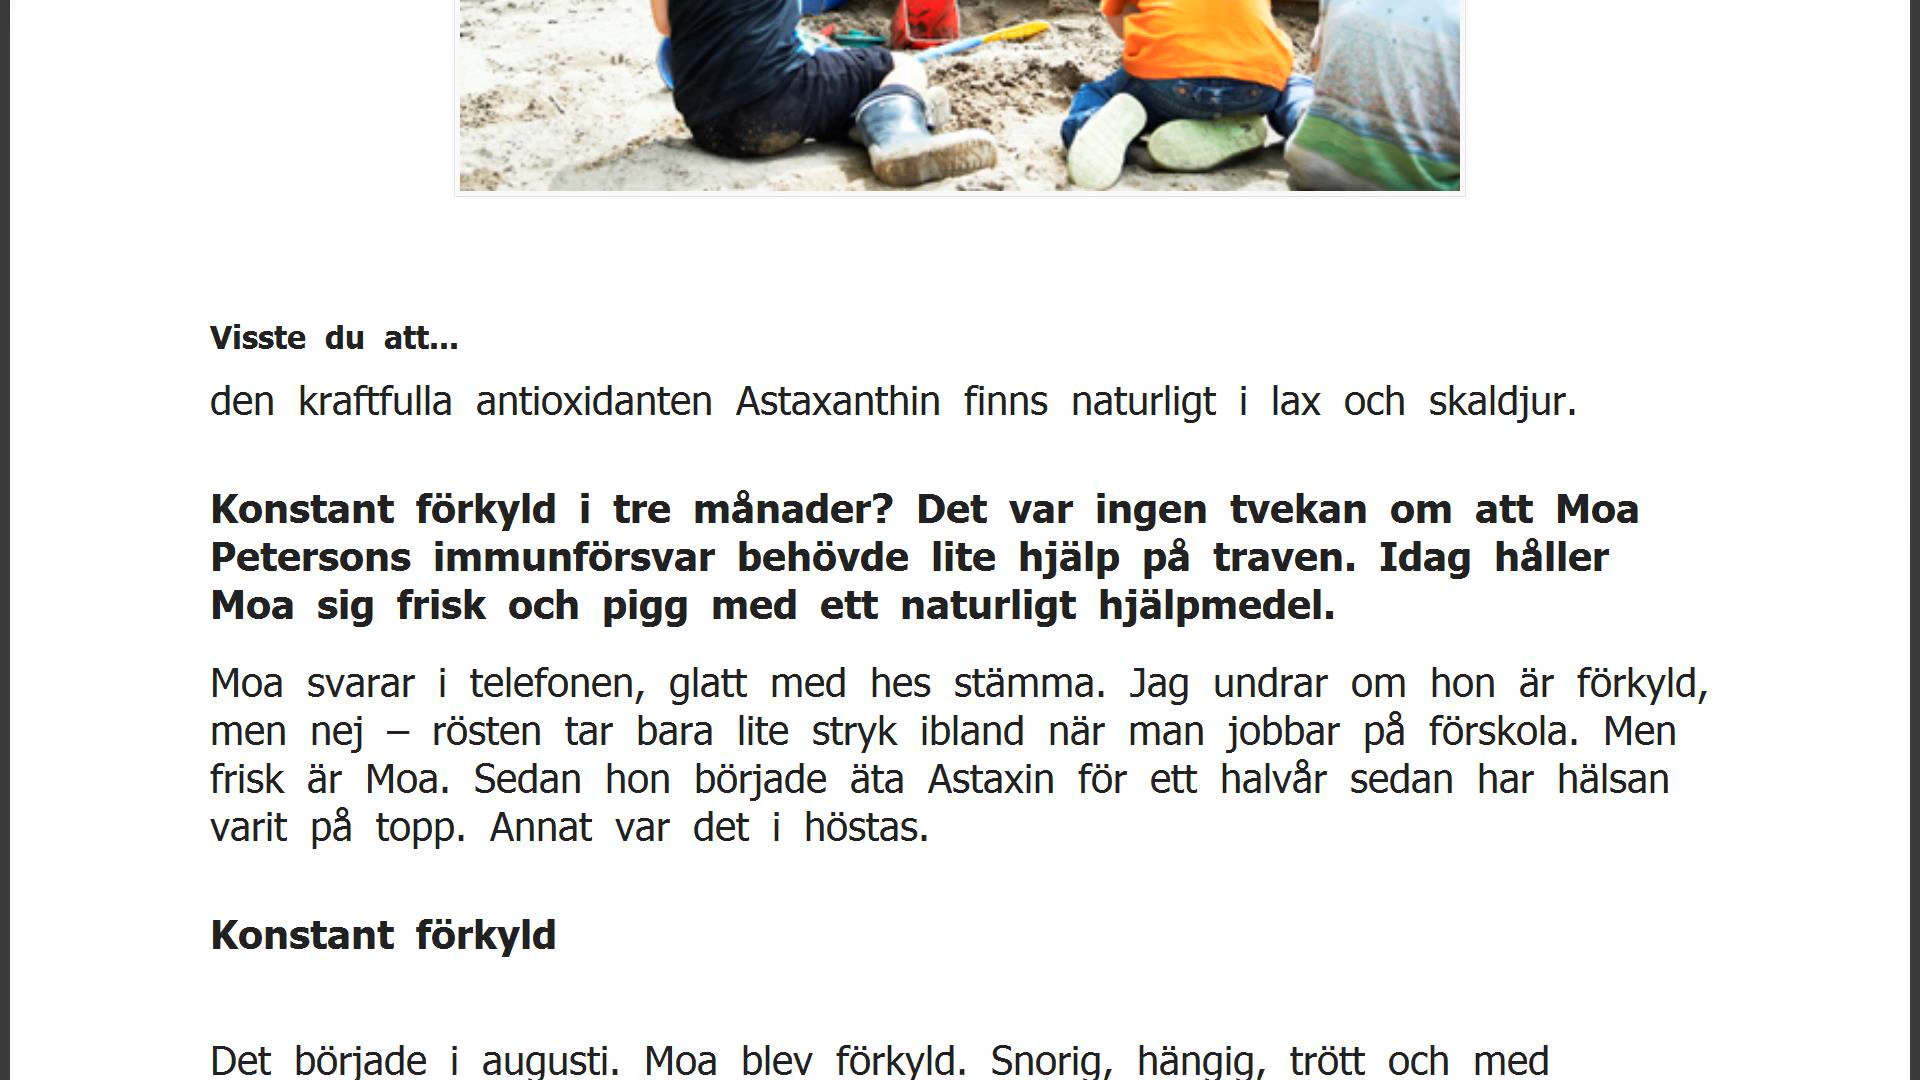 Visste du att...
den kraftfulla antioxidanten Astaxanthin finns naturligt i lax och skaldjur.
Konstant förkyld i tre månader? Det var ingen tvekan om att Moa
Petersons immunförsvar behövde lite hjälp på traven. Idag håller
Moa sig frisk och pigg med ett naturligt hjälpmedel.
Moa svarar i telefonen, glatt med hes stämma. Jag undrar om hon är förkyld,
men nej – rösten tar bara lite stryk ibland när man jobbar på förskola. Men
frisk är Moa. Sedan hon började äta Astaxin för ett halvår sedan har hälsan
varit på topp. Annat var det i höstas.
Konstant förkyld
Det började i augusti. Moa blev förkyld. Snorig, hängig, trött och med